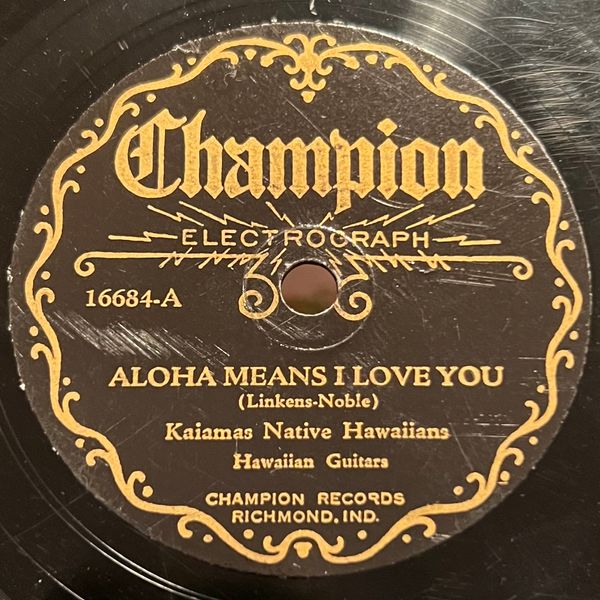 Champion
ELECTROGRAPH
16684-A
ALOHA MEANS I LOVE YOU
(Linkens-Noble)
Kaiamas Native Hawaiians
Hawaiian Guitars
CHAMPION RECORDS
RICHMOND, IND.